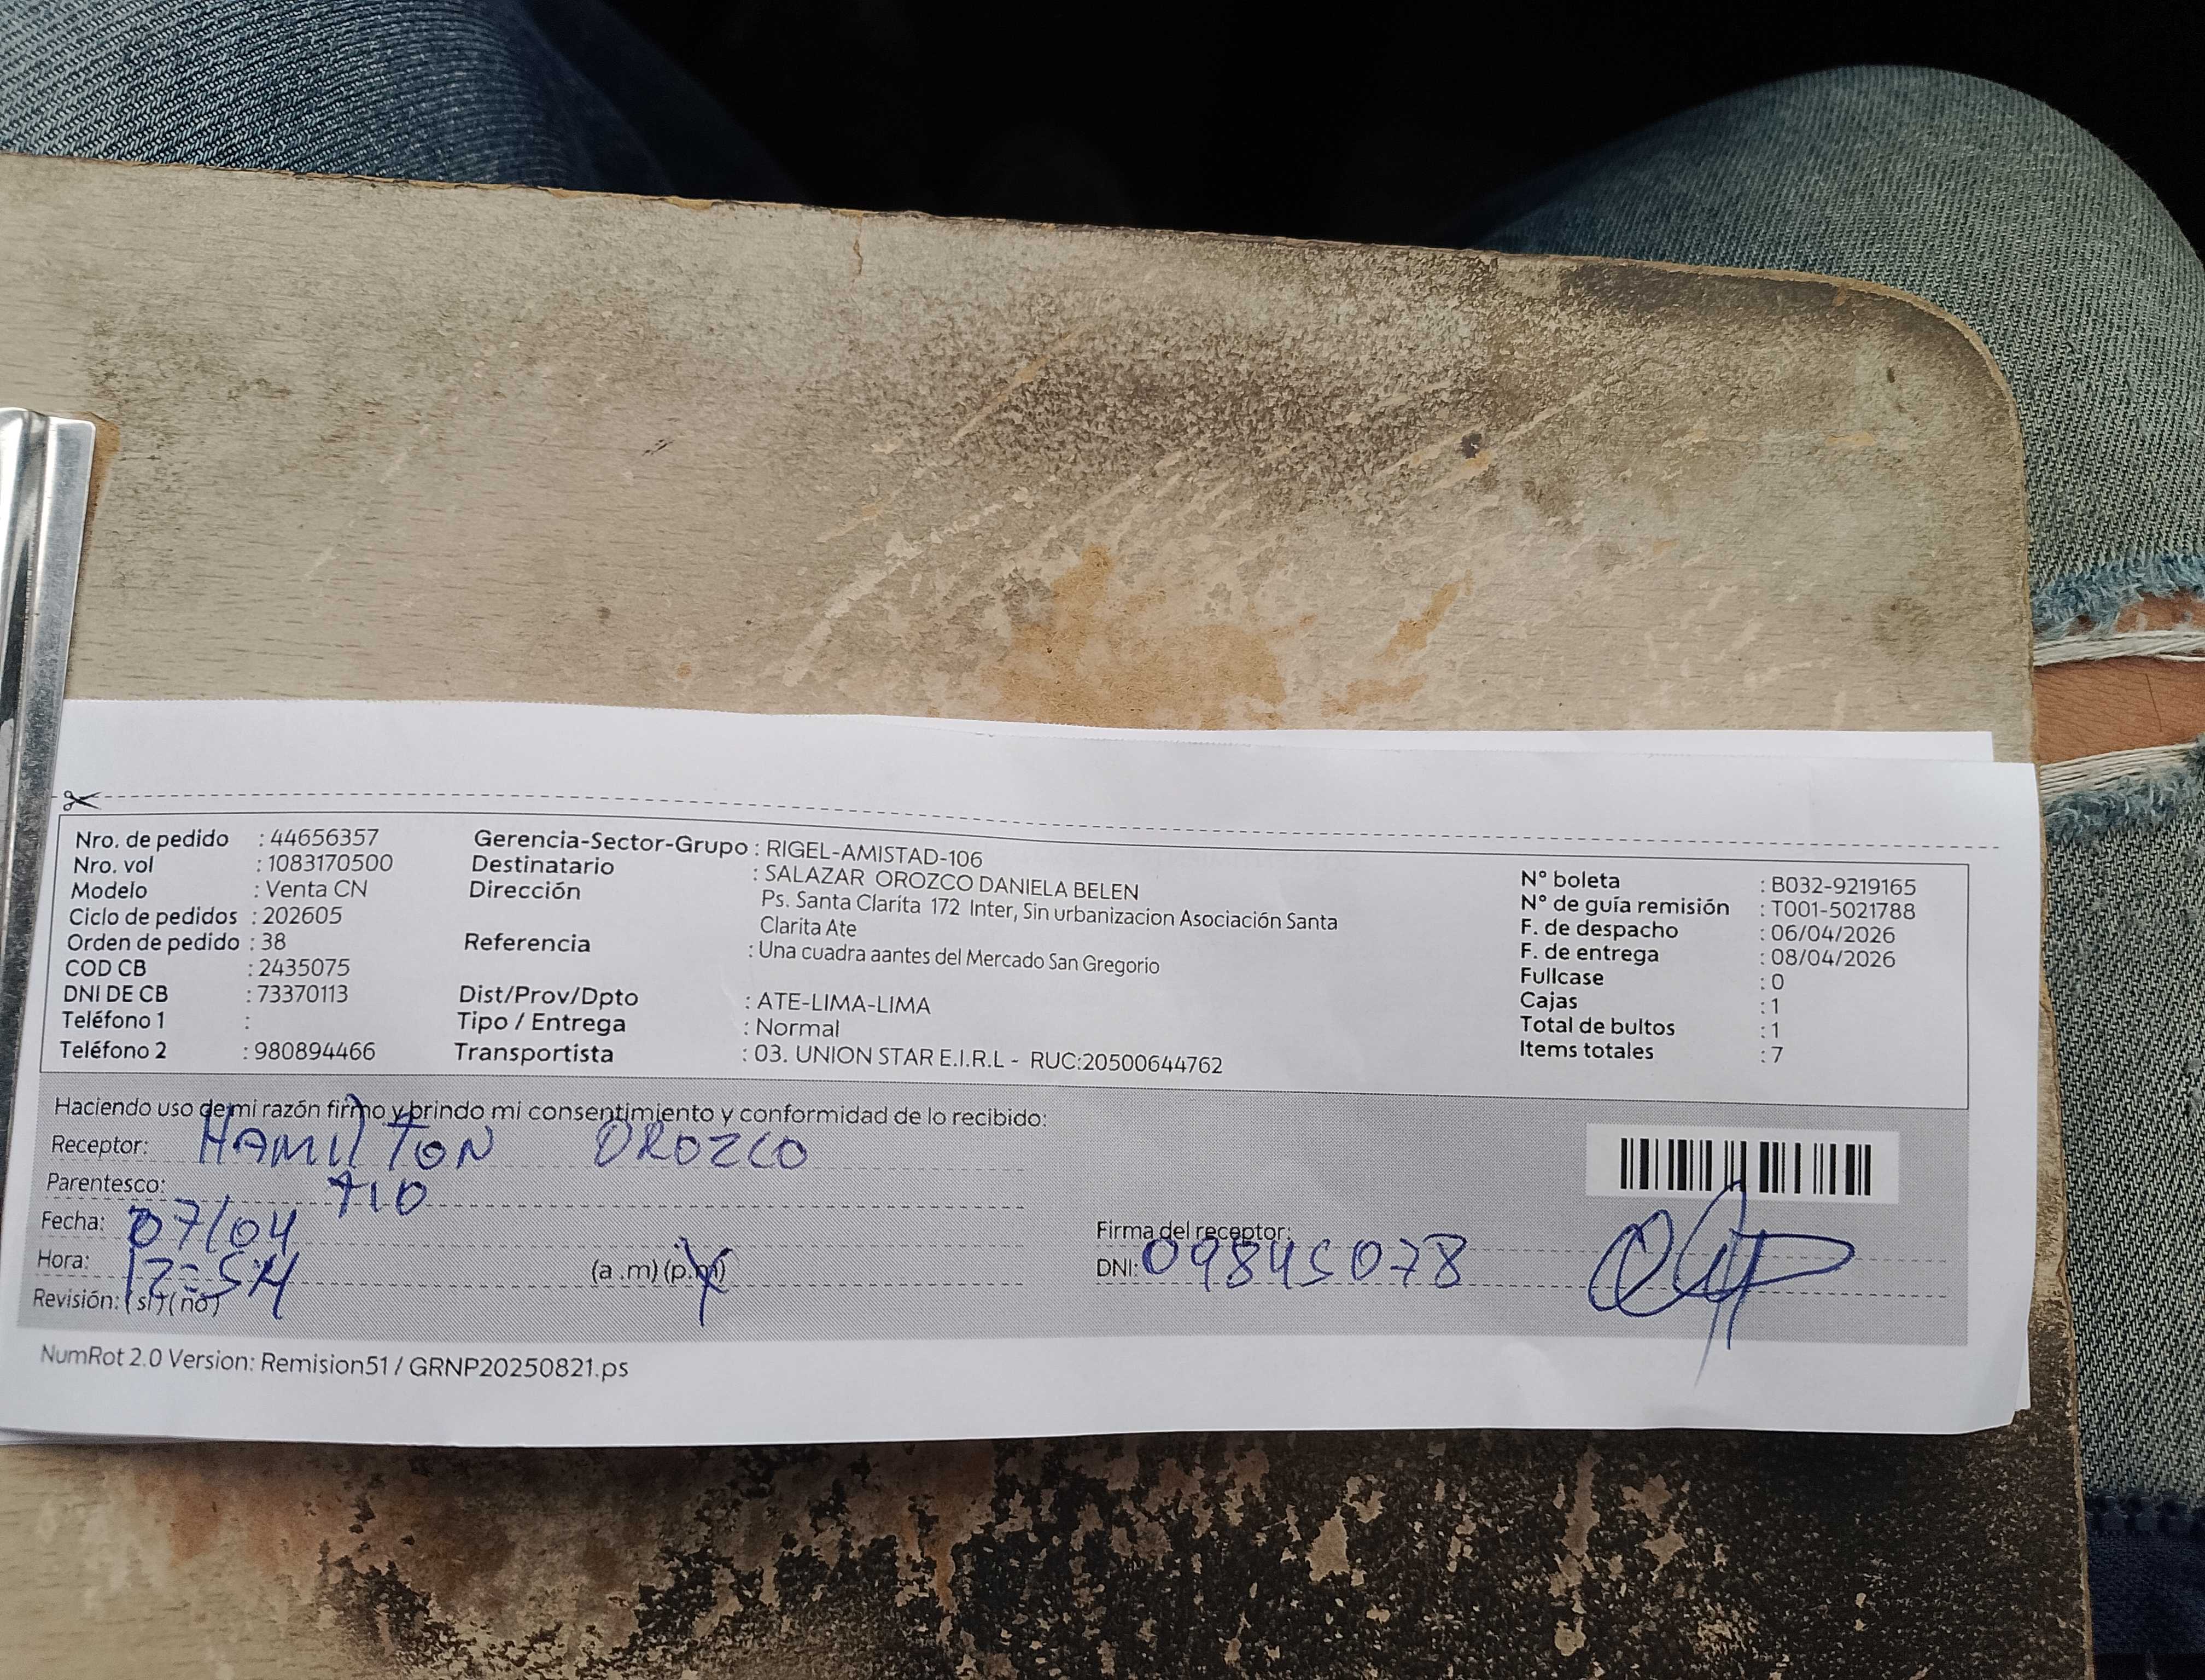 Nro. de pedido : 44656357
Nro. vol : 1083170500
Modelo : Venta CN
Ciclo de pedidos : 202605
Orden de pedido : 38
COD CB : 2435075
DNI DE CB : 73370113
Teléfono 1 :
Teléfono 2 : 980894466
Gerencia-Sector-Grupo : RIGEL-AMISTAD-106
Destinatario : SALAZAR OROZCO DANIELA BELEN
Dirección Ps. Santa Clarita 172 Inter, Sin urbanizacion Asociación Santa
Clarita Ate
Referencia : Una cuadra aantes del Mercado San Gregorio
Dist/Prov/Dpto : ATE-LIMA-LIMA
Tipo / Entrega : Normal
Transportista : 03. UNION STAR E.I.R.L - RUC:20500644762
N° boleta : B032-9219165
N° de guía remisión : T001-5021788
F. de despacho : 06/04/2026
F. de entrega : 08/04/2026
Fullcase : 0
Cajas : 1
Total de bultos : 1
Items totales : 7
Haciendo uso de mi razón firmo y brindo mi consentimiento y conformidad de lo recibido:
Receptor: HAMILTON OROZCO
Parentesco: TIO
Fecha: 07/04
Hora: 12:54 (a .m) (p.m)
Revisión: ( si ) ( no )
Firma del receptor:
DNI: 09845078
NumRot 2.0 Version: Remision51 / GRNP20250821.ps